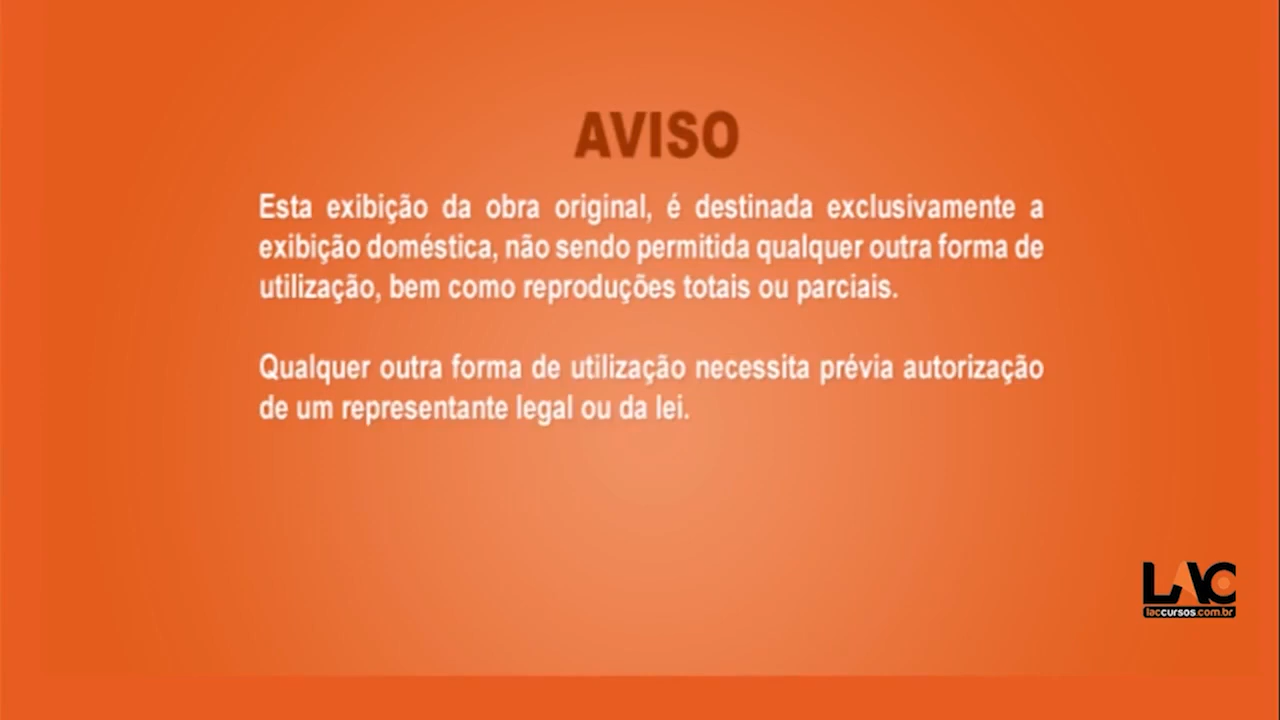 AVISO
Esta exibição da obra original, é destinada exclusivamente a
exibição doméstica, não sendo permitida qualquer outra forma de
utilização, bem como reproduções totais ou parciais.
Qualquer outra forma de utilização necessita prévia autorização
de um representante legal ou da lei.
LAC
laccursos.com.br